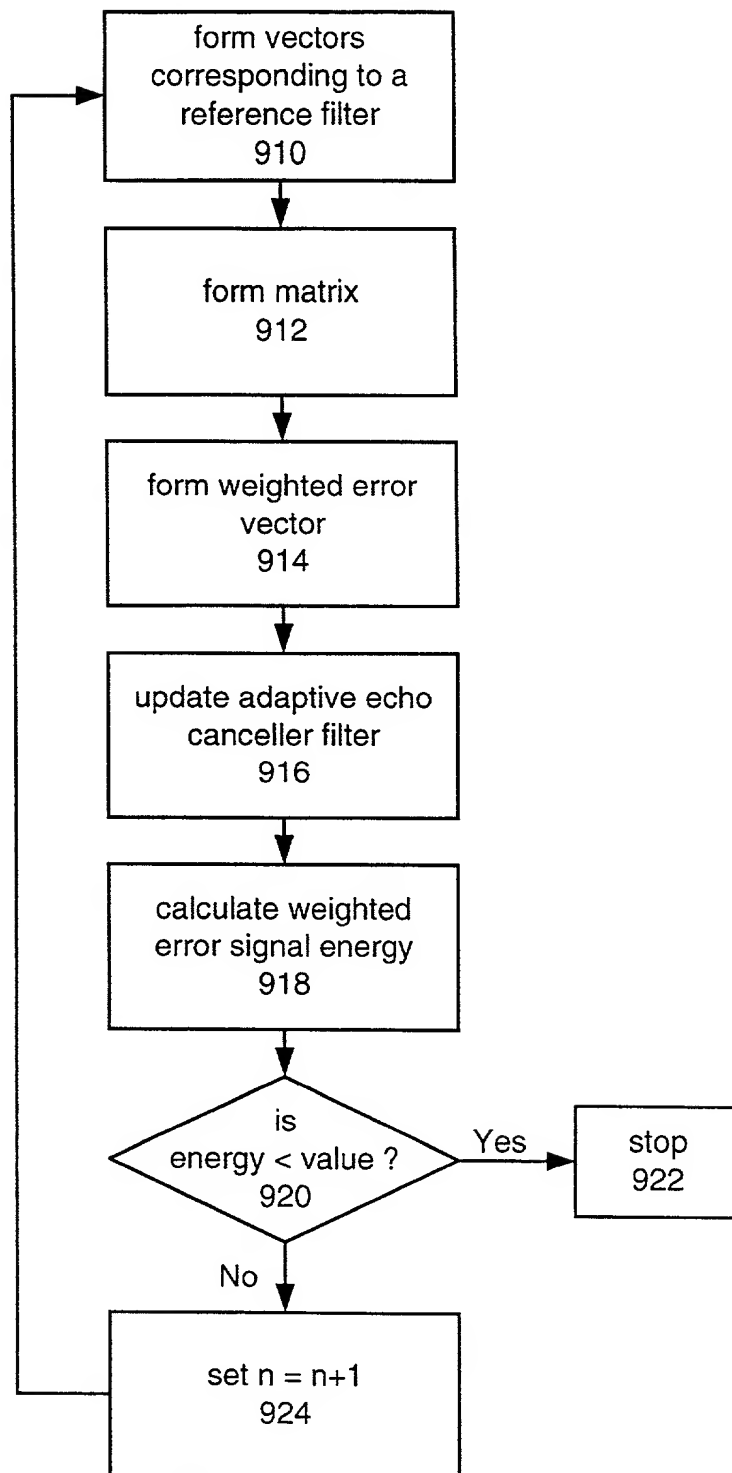 form vectors
corresponding to a
reference filter
910
form matrix
912
form weighted error
vector
914
update adaptive echo
canceller filter
916
calculate weighted
error signal energy
918
is
energy < value ?
920
Yes
stop
922
No
set n = n+1
924